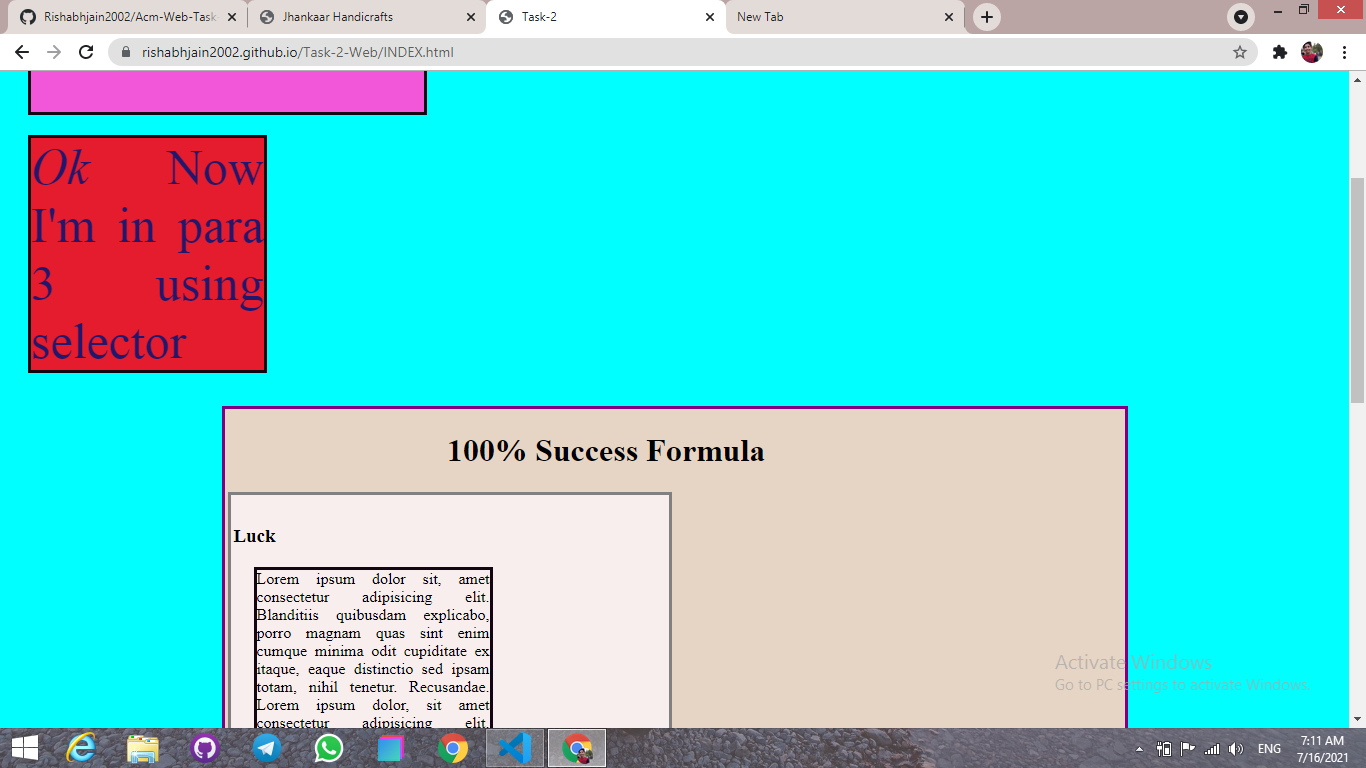 Rishabhjain2002/Acm-Web-Task
Jhankaar Handicrafts
Task-2
New Tab
rishabhjain2002.github.io/Task-2-Web/INDEX.html
Ok Now
I'm in para
3 using
selector
100% Success Formula
Luck
Lorem ipsum dolor sit, amet
consectetur adipisicing elit.
Blanditiis quibusdam explicabo,
porro magnam quas sint enim
cumque minima odit cupiditate ex
itaque, eaque distinctio sed ipsam
totam, nihil tenetur. Recusandae.
Lorem ipsum dolor, sit amet
consectetur adipisicing elit.
Activate Windows
Go to PC settings to activate Windows.
ENG
7:11 AM
7/16/2021